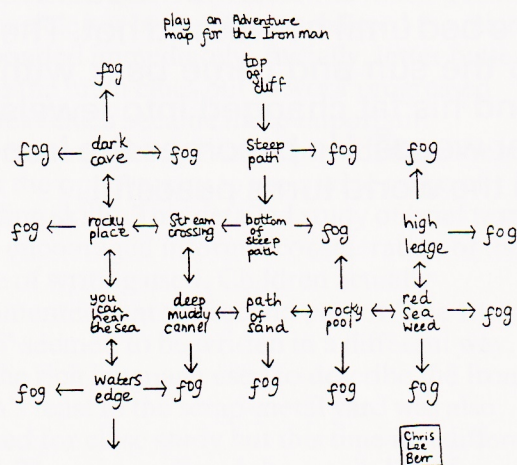 play an Adventure
map for the Iron man
fog
top
of
cliff
fog
dark
cave
fog
Steep
path
fog
fog
fog
rocky
place
Stream
crossing
bottom
of
steep
path
fog
high
ledge
fog
you
can
hear
the sea
deep
muddy
cannel
path
of
sand
rocky
pool
red
sea
weed
fog
fog
waters
edge
fog
fog
fog
fog
Chris
Lee
Berr